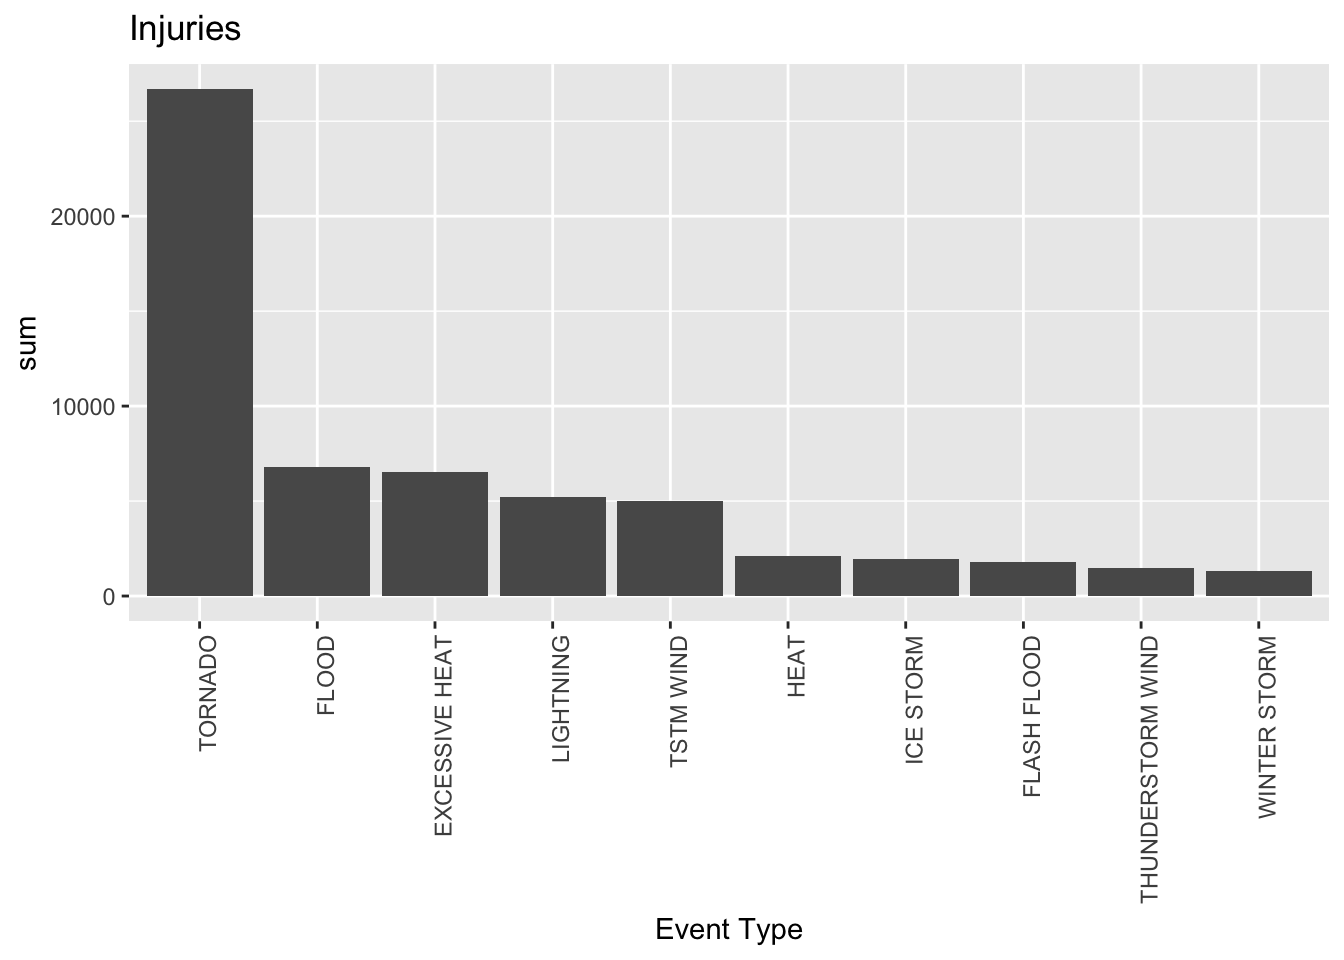 Injuries
sum
20000
10000
0
TORNADO
FLOOD
EXCESSIVE HEAT
LIGHTNING
TSTM WIND
HEAT
ICE STORM
FLASH FLOOD
THUNDERSTORM WIND
WINTER STORM
Event Type